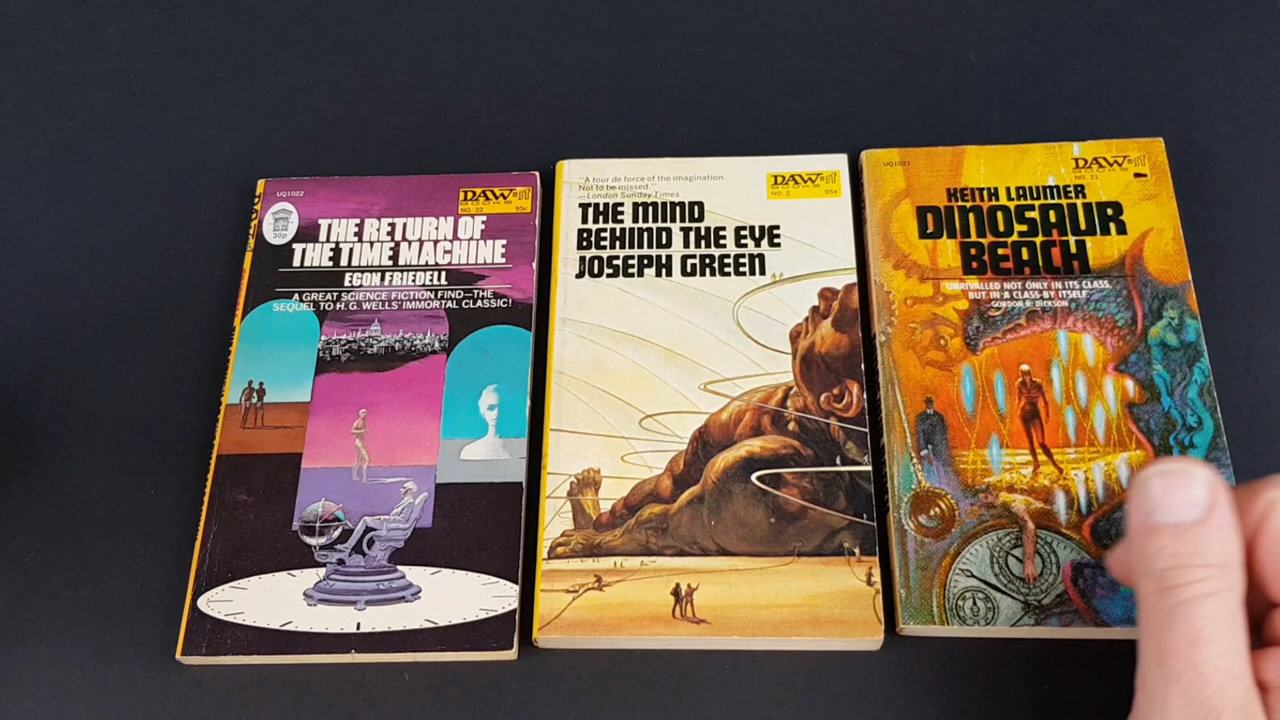 UQ1022
DAW=sf
BOOKS
NO. 22 95¢
30p
THE RETURN OF
THE TIME MACHINE
EGON FRIEDELL
A GREAT SCIENCE FICTION FIND—THE
SEQUEL TO H. G. WELLS' IMMORTAL CLASSIC!
"A tour de force of the imagination.
Not to be missed."
—London Sunday Times
DAW=sf
BOOKS
NO. 2 95¢
THE MIND
BEHIND THE EYE
JOSEPH GREEN
UQ1021
DAW=sf
BOOKS
NO. 21
KEITH LAUMER
DINOSAUR
BEACH
UNRIVALLED NOT ONLY IN ITS CLASS,
BUT IN A CLASS BY ITSELF.
GORDON R. DICKSON